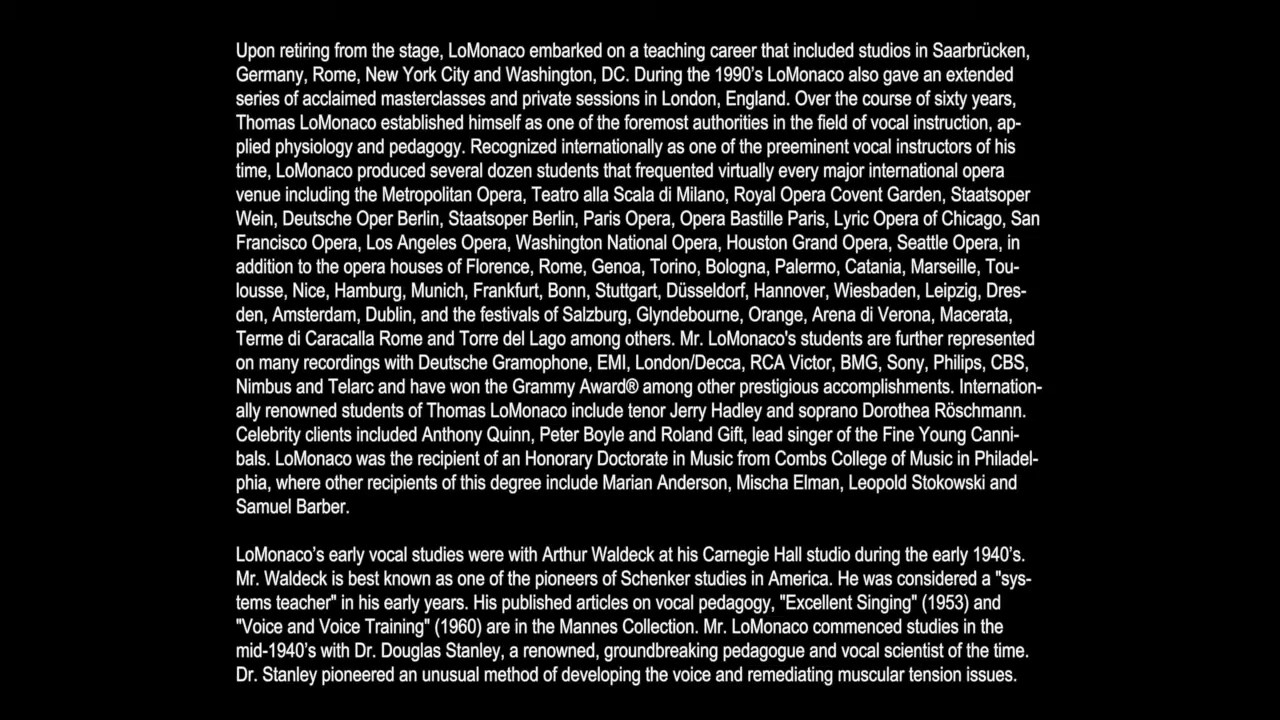 Upon retiring from the stage, LoMonaco embarked on a teaching career that included studios in Saarbrücken,
Germany, Rome, New York City and Washington, DC. During the 1990's LoMonaco also gave an extended
series of acclaimed masterclasses and private sessions in London, England. Over the course of sixty years,
Thomas LoMonaco established himself as one of the foremost authorities in the field of vocal instruction, ap-
plied physiology and pedagogy. Recognized internationally as one of the preeminent vocal instructors of his
time, LoMonaco produced several dozen students that frequented virtually every major international opera
venue including the Metropolitan Opera, Teatro alla Scala di Milano, Royal Opera Covent Garden, Staatsoper
Wein, Deutsche Oper Berlin, Staatsoper Berlin, Paris Opera, Opera Bastille Paris, Lyric Opera of Chicago, San
Francisco Opera, Los Angeles Opera, Washington National Opera, Houston Grand Opera, Seattle Opera, in
addition to the opera houses of Florence, Rome, Genoa, Torino, Bologna, Palermo, Catania, Marseille, Tou-
lousse, Nice, Hamburg, Munich, Frankfurt, Bonn, Stuttgart, Düsseldorf, Hannover, Wiesbaden, Leipzig, Dres-
den, Amsterdam, Dublin, and the festivals of Salzburg, Glyndebourne, Orange, Arena di Verona, Macerata,
Terme di Caracalla Rome and Torre del Lago among others. Mr. LoMonaco's students are further represented
on many recordings with Deutsche Gramophone, EMI, London/Decca, RCA Victor, BMG, Sony, Philips, CBS,
Nimbus and Telarc and have won the Grammy Award® among other prestigious accomplishments. Internation-
ally renowned students of Thomas LoMonaco include tenor Jerry Hadley and soprano Dorothea Röschmann.
Celebrity clients included Anthony Quinn, Peter Boyle and Roland Gift, lead singer of the Fine Young Canni-
bals. LoMonaco was the recipient of an Honorary Doctorate in Music from Combs College of Music in Philadel-
phia, where other recipients of this degree include Marian Anderson, Mischa Elman, Leopold Stokowski and
Samuel Barber.
LoMonaco's early vocal studies were with Arthur Waldeck at his Carnegie Hall studio during the early 1940's.
Mr. Waldeck is best known as one of the pioneers of Schenker studies in America. He was considered a "sys-
tems teacher" in his early years. His published articles on vocal pedagogy, "Excellent Singing" (1953) and
"Voice and Voice Training" (1960) are in the Mannes Collection. Mr. LoMonaco commenced studies in the
mid-1940's with Dr. Douglas Stanley, a renowned, groundbreaking pedagogue and vocal scientist of the time.
Dr. Stanley pioneered an unusual method of developing the voice and remediating muscular tension issues.